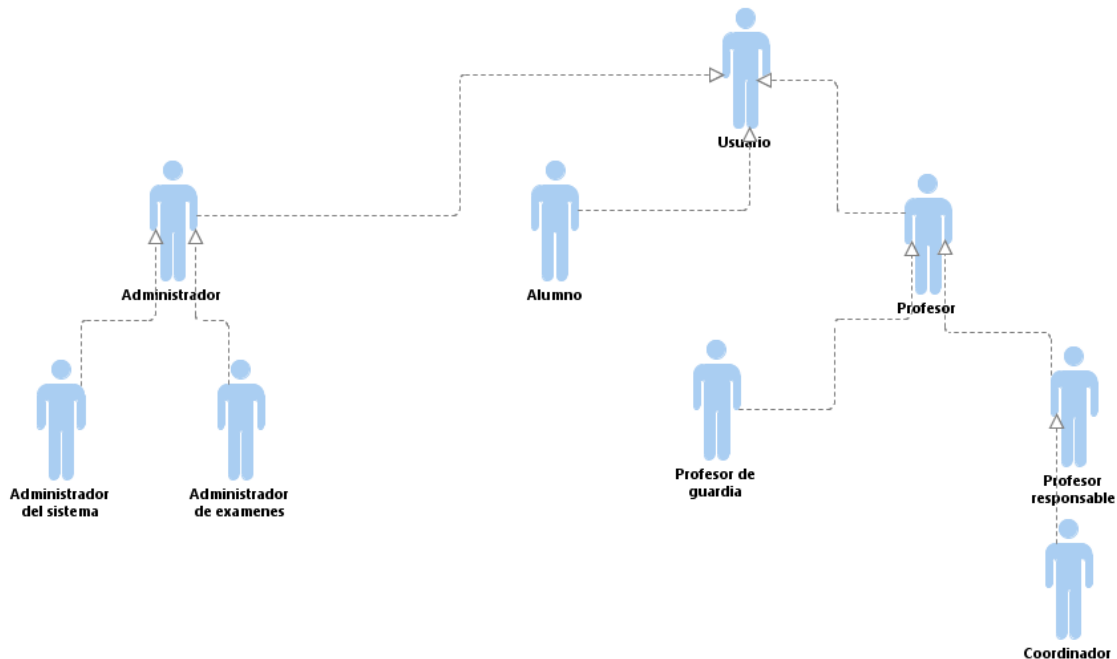 Usuario
Administrador
Alumno
Profesor
Administrador
del sistema
Administrador
de examenes
Profesor de
guardia
Profesor
responsable
Coordinador